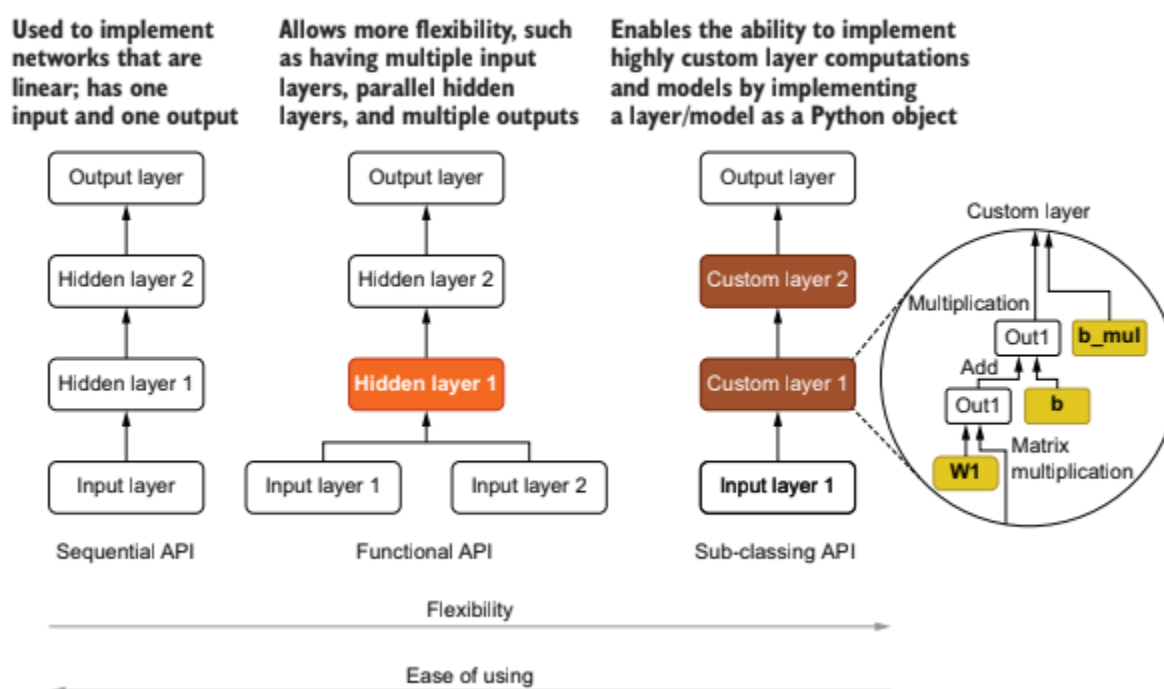 Used to implement
networks that are
linear; has one
input and one output
Allows more flexibility, such
as having multiple input
layers, parallel hidden
layers, and multiple outputs
Enables the ability to implement
highly custom layer computations
and models by implementing
a layer/model as a Python object
Output layer
Hidden layer 2
Hidden layer 1
Input layer
Sequential API
Output layer
Hidden layer 2
Hidden layer 1
Input layer 1
Input layer 2
Functional API
Output layer
Custom layer 2
Custom layer 1
Input layer 1
Sub-classing API
Custom layer
Multiplication
Out1
b_mul
Add
Out1
b
W1
Matrix
multiplication
Flexibility
Ease of using